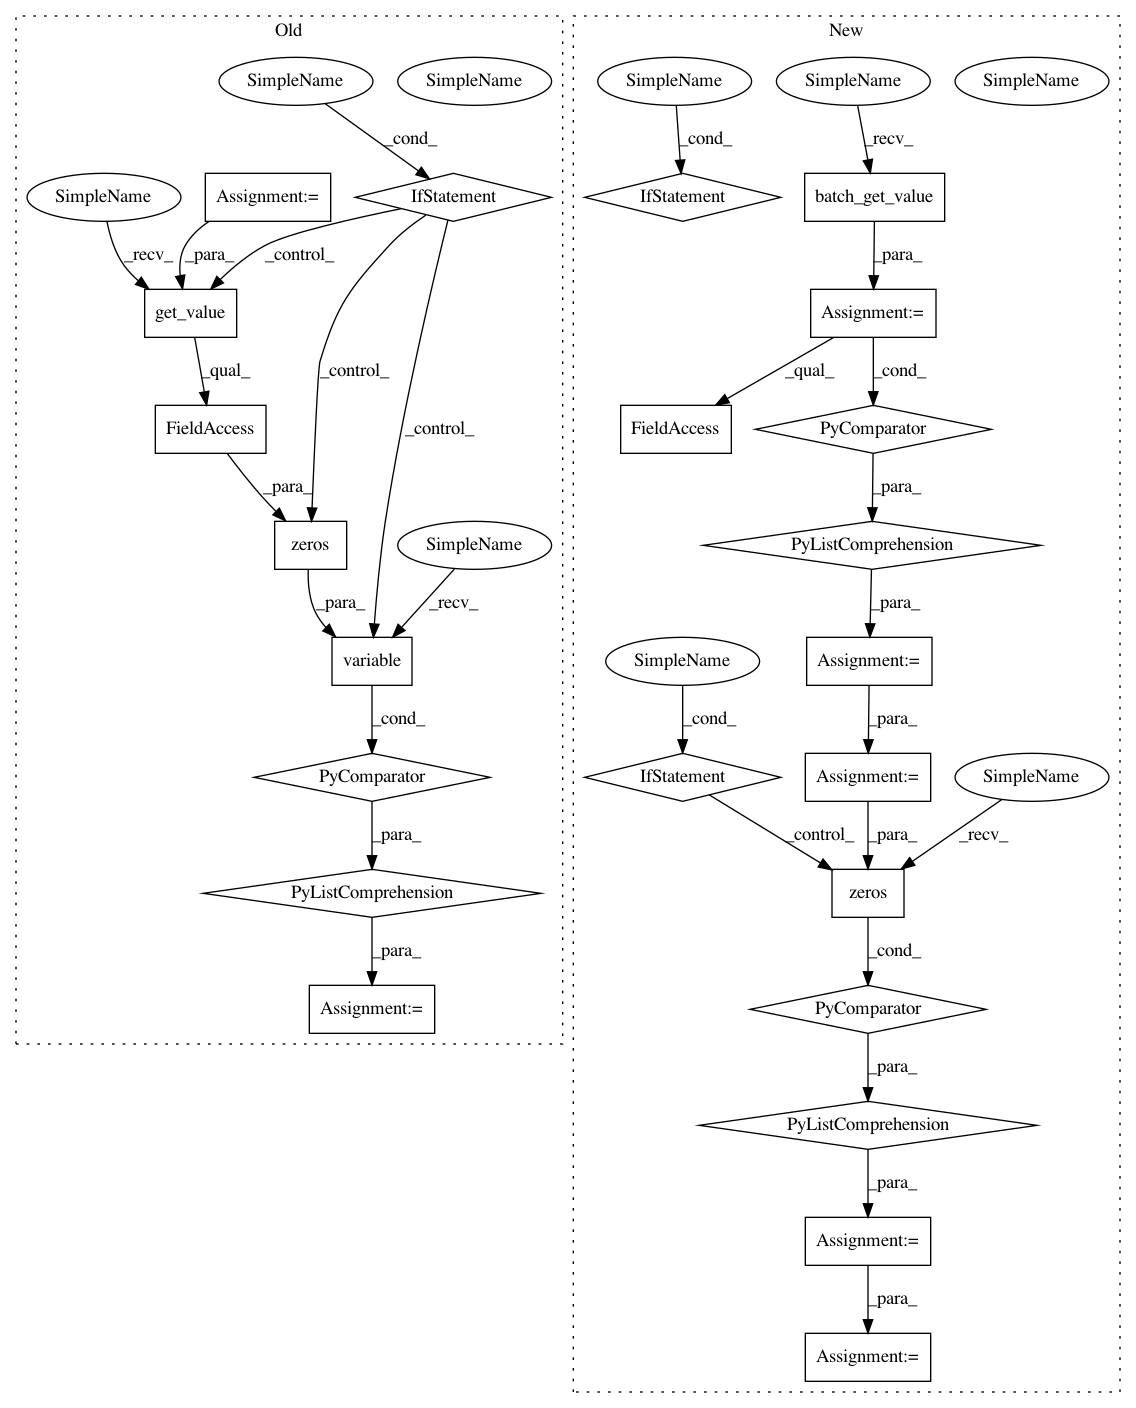 Old
New
SimpleName
SimpleName
SimpleName
SimpleName
SimpleName
_cond_
_cond_
_recv_
SimpleName
Assignment:=
IfStatement
IfStatement
batch_get_value
_recv_
_para_
_control_
_para_
get_value
Assignment:=
_qual_
_control_
_qual_
_cond_
FieldAccess
_control_
FieldAccess
PyComparator
_para_
_para_
zeros
SimpleName
PyListComprehension
_para_
_recv_
_para_
variable
SimpleName
Assignment:=
_cond_
_cond_
_para_
PyComparator
IfStatement
Assignment:=
SimpleName
_para_
_control_
_para_
_recv_
PyListComprehension
zeros
_para_
_cond_
Assignment:=
PyComparator
_para_
PyListComprehension
_para_
Assignment:=
_para_
Assignment:=